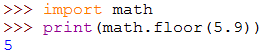 >>> import math
>>> print(math.floor(5.9))
5